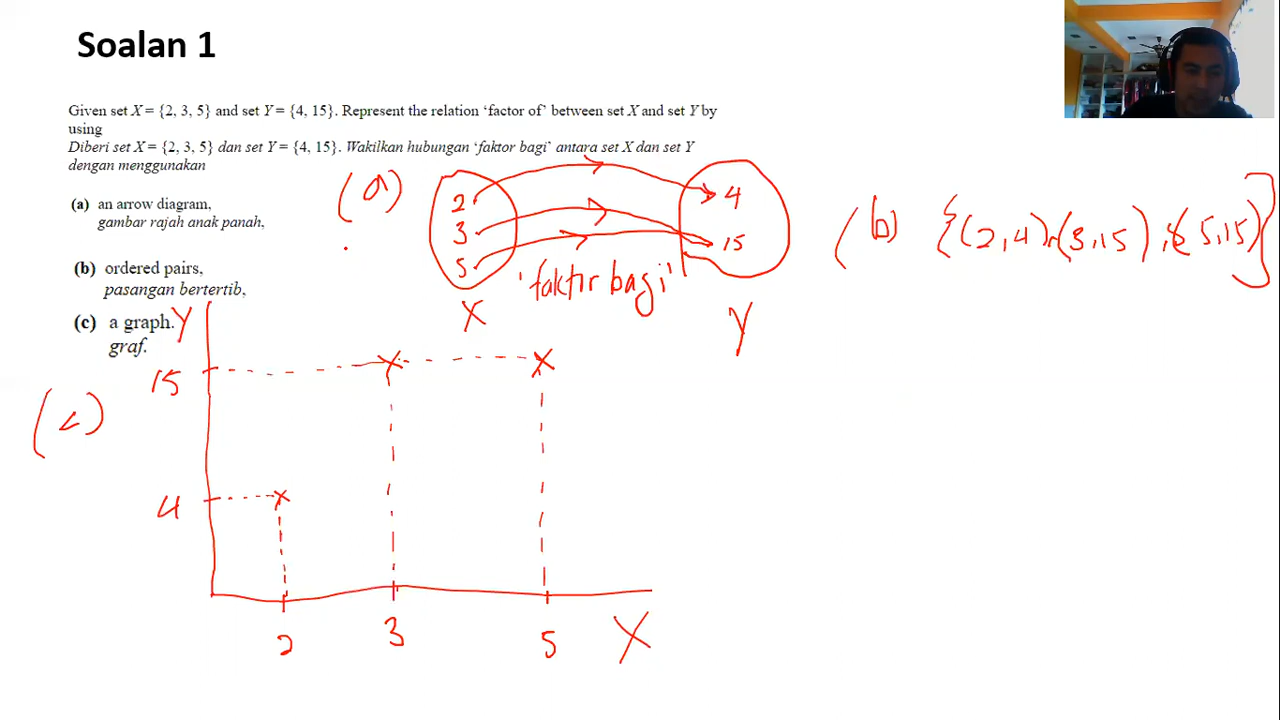 Soalan 1
Given set X = {2, 3, 5} and set Y = {4, 15}. Represent the relation ‘factor of’ between set X and set Y by
using
Diberi set X = {2, 3, 5} dan set Y = {4, 15}. Wakilkan hubungan ‘faktor bagi’ antara set X dan set Y
dengan menggunakan
(a) an arrow diagram,
gambar rajah anak panah,
(b) ordered pairs,
pasangan bertertib,
(c) a graph.
graf.
(a)
2
3
5
X
4
15
Y
'faktor bagi'
(b) {(2,4),(3,15),(5,15)}
(c)
Y
15
4
2 3 5 X